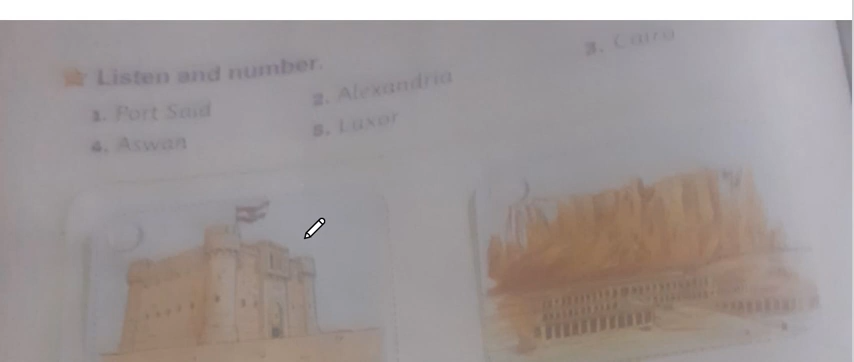 Listen and number.
1. Port Said 2. Alexandria 3. Cairo
4. Aswan 5. Luxor